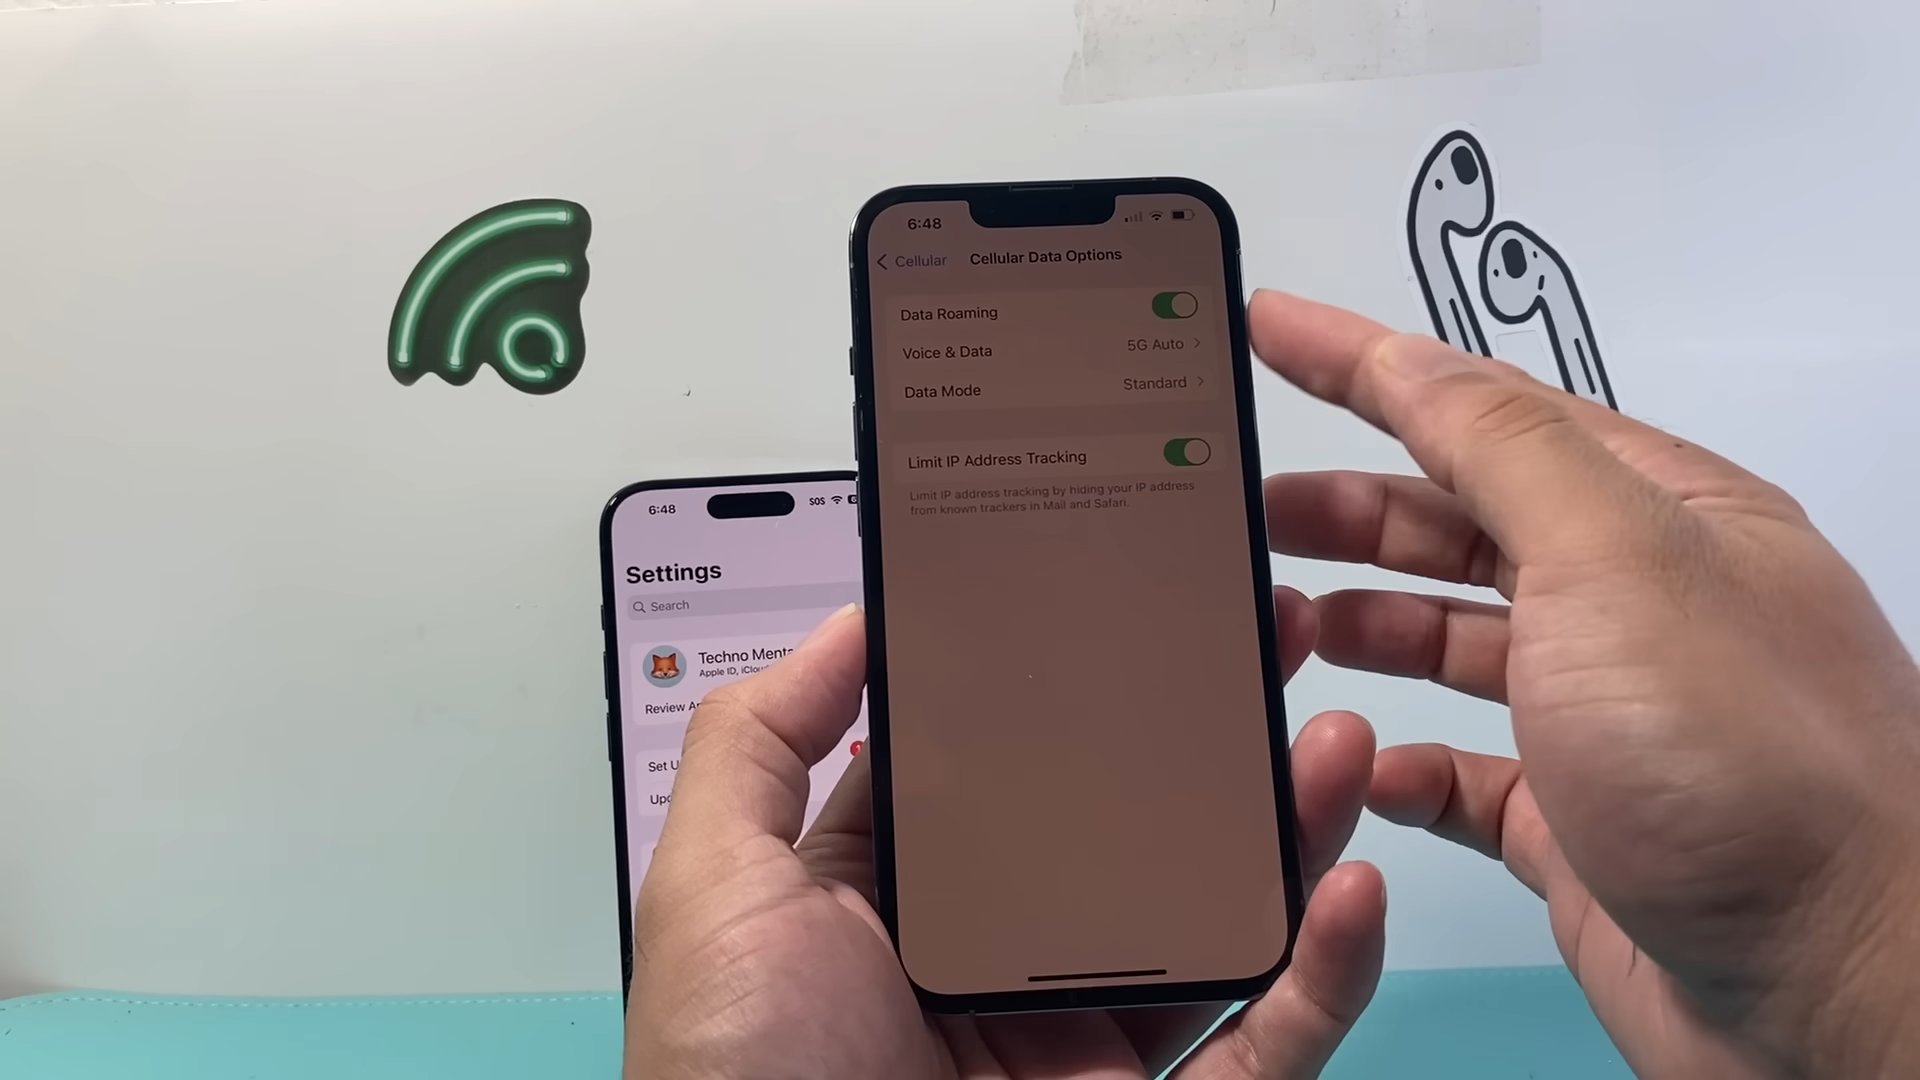 6:48
Cellular
Cellular Data Options
Data Roaming
Voice & Data
5G Auto
Data Mode
Standard
Limit IP Address Tracking
Limit IP address tracking by hiding your IP address
from known trackers in Mail and Safari.
6:48
SOS
Settings
Search
Techno Menta
Apple ID, iClou
Review Ap
Set U
Upd